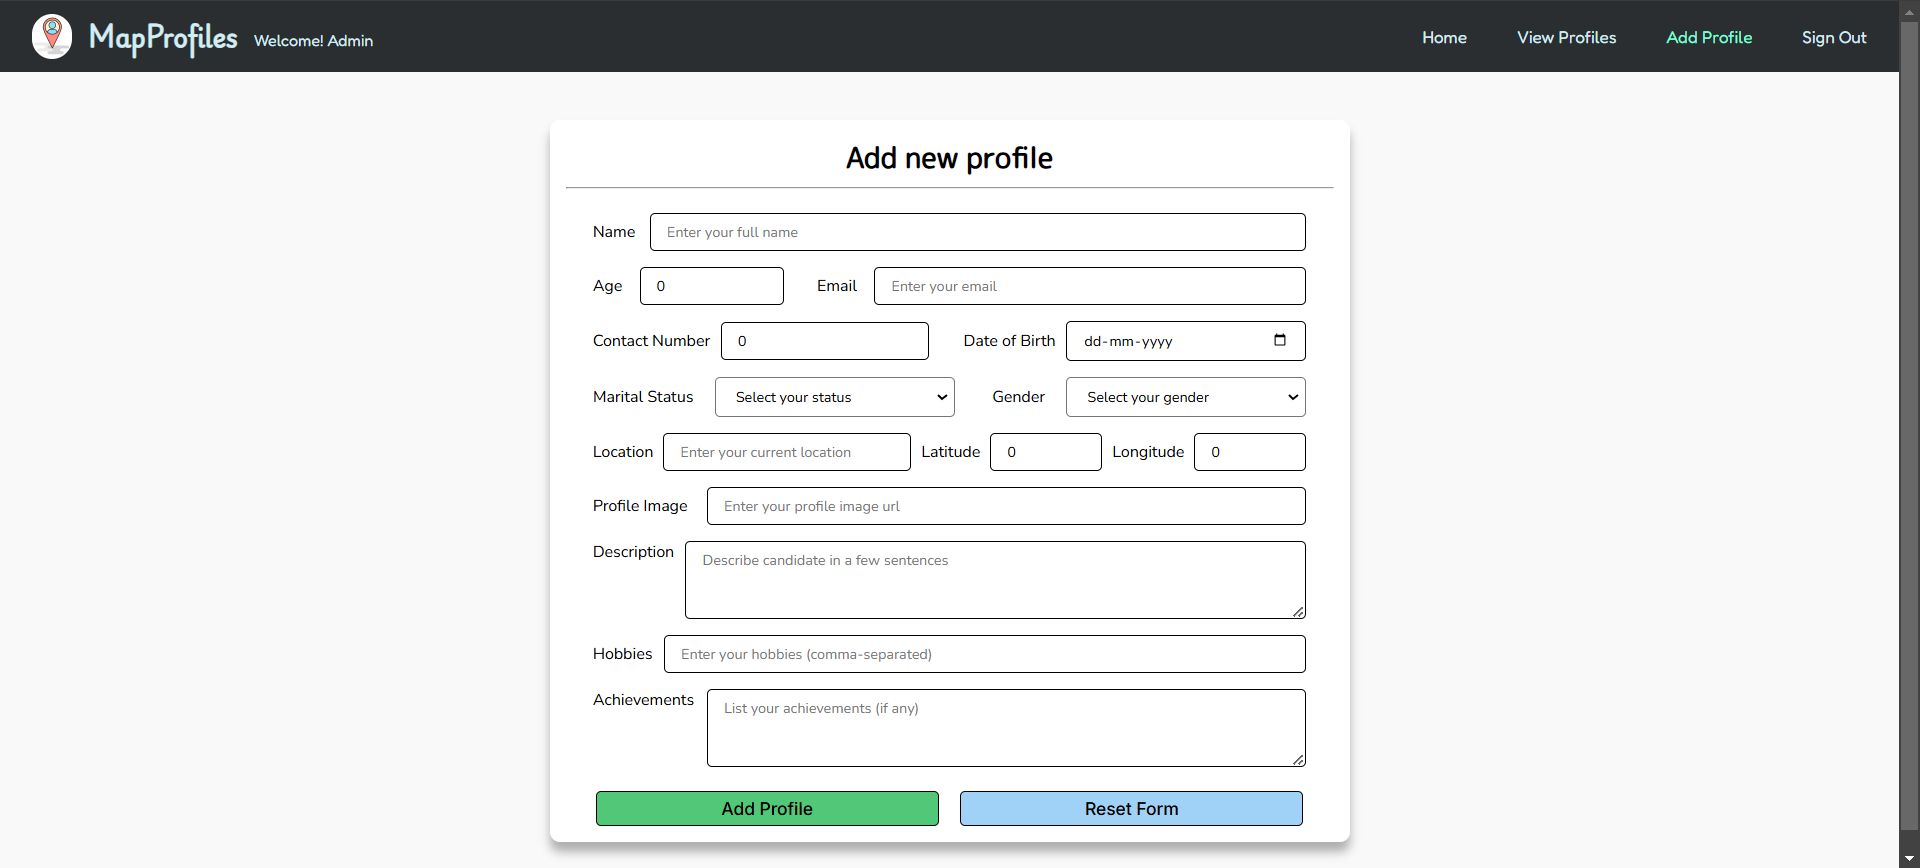 MapProfiles Welcome! Admin Home View Profiles Add Profile Sign Out
Add new profile
Name Enter your full name
Age 0 Email Enter your email
Contact Number 0 Date of Birth dd-mm-yyyy
Marital Status Select your status Gender Select your gender
Location Enter your current location Latitude 0 Longitude 0
Profile Image Enter your profile image url
Description Describe candidate in a few sentences
Hobbies Enter your hobbies (comma-separated)
Achievements List your achievements (if any)
Add Profile Reset Form